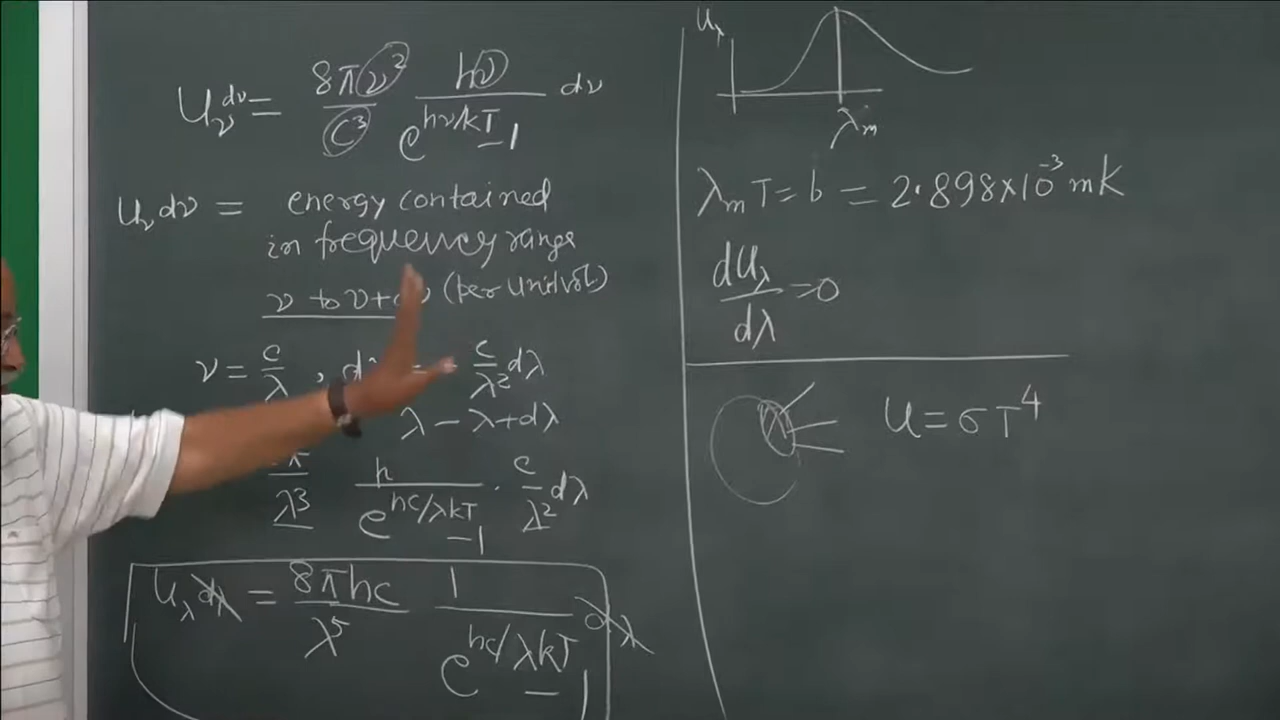 U_ν dν = 8πν²/c³ hν/(e^(hν/kT) − 1) dν
u_ν dν = energy contained
in frequency range
ν to ν+ (per unit vol)
ν = c/λ , c/λ² dλ
λ − λ+dλ
λ³ h/(e^(hc/λkT) − 1) · c/λ² dλ
u_λ dλ = 8πhc/λ⁵ 1/(e^(hc/λkT) − 1) dλ
U_λ
λ_m
λ_m T = b = 2.898×10⁻³ mK
dU_λ/dλ = 0
U = σT⁴